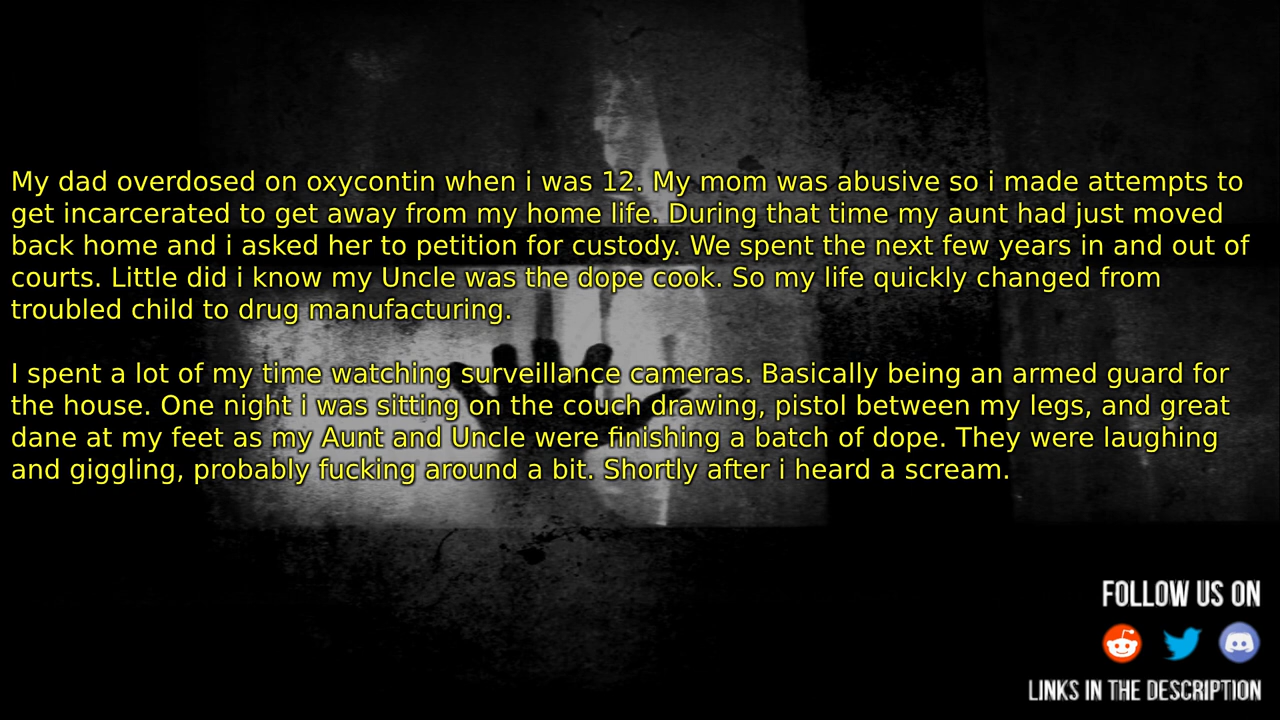 My dad overdosed on oxycontin when i was 12. My mom was abusive so i made attempts to
get incarcerated to get away from my home life. During that time my aunt had just moved
back home and i asked her to petition for custody. We spent the next few years in and out of
courts. Little did i know my Uncle was the dope cook. So my life quickly changed from
troubled child to drug manufacturing.
I spent a lot of my time watching surveillance cameras. Basically being an armed guard for
the house. One night i was sitting on the couch drawing, pistol between my legs, and great
dane at my feet as my Aunt and Uncle were finishing a batch of dope. They were laughing
and giggling, probably fucking around a bit. Shortly after i heard a scream.
FOLLOW US ON
LINKS IN THE DESCRIPTION